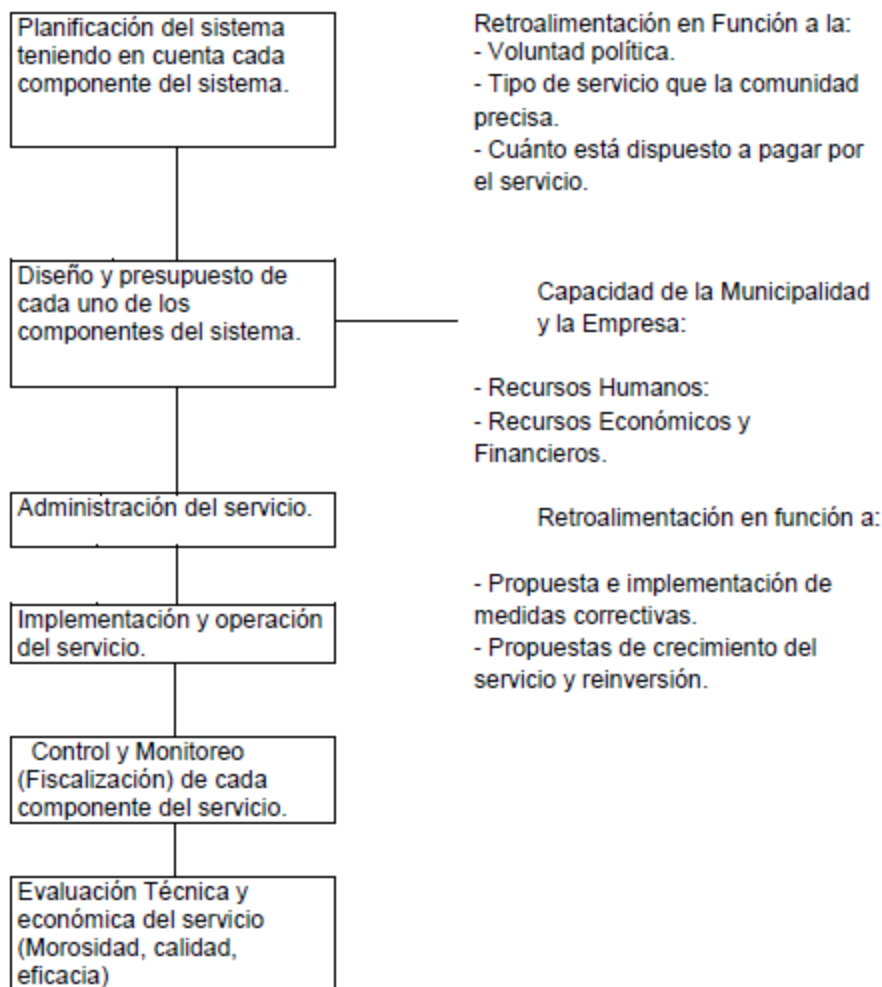 Planificación del sistema
teniendo en cuenta cada
componente del sistema.
Retroalimentación en Función a la:
- Voluntad política.
- Tipo de servicio que la comunidad
precisa.
- Cuánto está dispuesto a pagar por
el servicio.
Diseño y presupuesto de
cada uno de los
componentes del sistema.
Capacidad de la Municipalidad
y la Empresa:
- Recursos Humanos:
- Recursos Económicos y
Financieros.
Administración del servicio.
Retroalimentación en función a:
- Propuesta e implementación de
medidas correctivas.
- Propuestas de crecimiento del
servicio y reinversión.
Implementación y operación
del servicio.
Control y Monitoreo
(Fiscalización) de cada
componente del servicio.
Evaluación Técnica y
económica del servicio
(Morosidad, calidad,
eficacia)